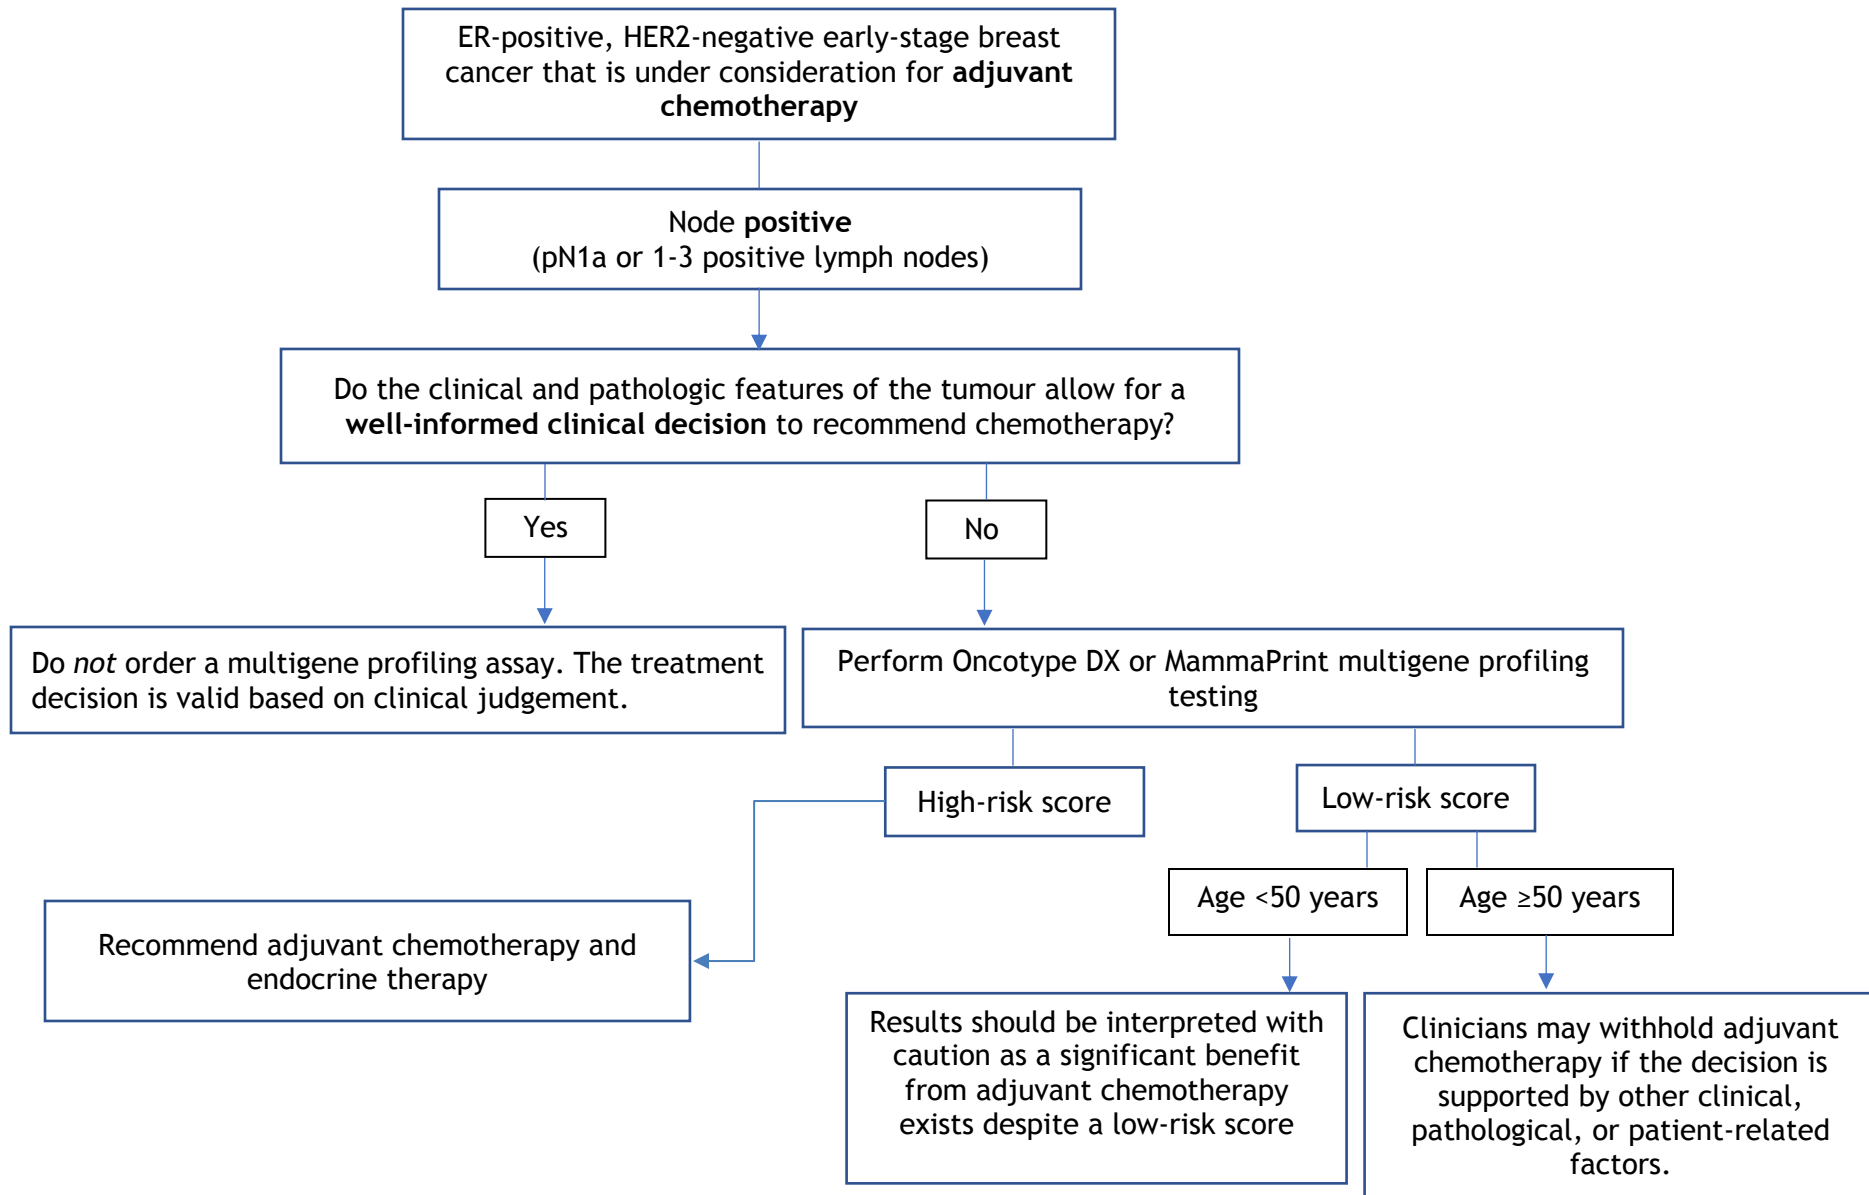 ER-positive, HER2-negative early-stage breast
cancer that is under consideration for adjuvant
chemotherapy
Node positive
(pN1a or 1-3 positive lymph nodes)
Do the clinical and pathologic features of the tumour allow for a
well-informed clinical decision to recommend chemotherapy?
Yes
No
Do not order a multigene profiling assay. The treatment
decision is valid based on clinical judgement.
Perform Oncotype DX or MammaPrint multigene profiling
testing
High-risk score
Low-risk score
Age <50 years
Age ≥50 years
Recommend adjuvant chemotherapy and
endocrine therapy
Results should be interpreted with
caution as a significant benefit
from adjuvant chemotherapy
exists despite a low-risk score
Clinicians may withhold adjuvant
chemotherapy if the decision is
supported by other clinical,
pathological, or patient-related
factors.